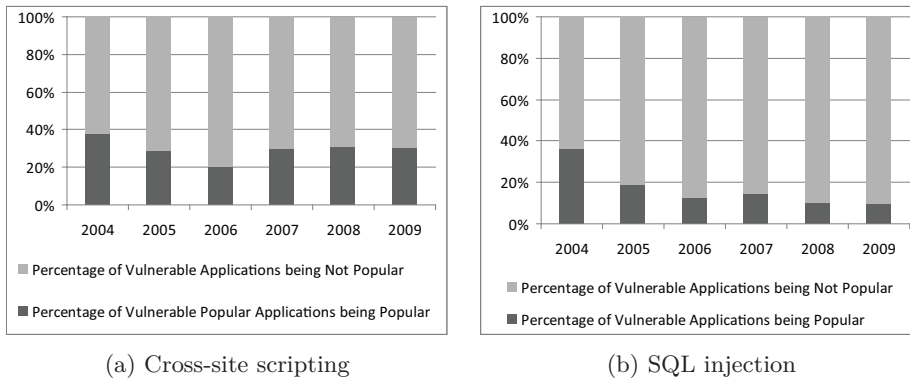 100%
80%
60%
40%
20%
0%
2004 2005 2006 2007 2008 2009
Percentage of Vulnerable Applications being Not Popular
Percentage of Vulnerable Popular Applications being Popular
(a) Cross-site scripting
100%
80%
60%
40%
20%
0%
2004 2005 2006 2007 2008 2009
Percentage of Vulnerable Applications being Not Popular
Percentage of Vulnerable Applications being Popular
(b) SQL injection